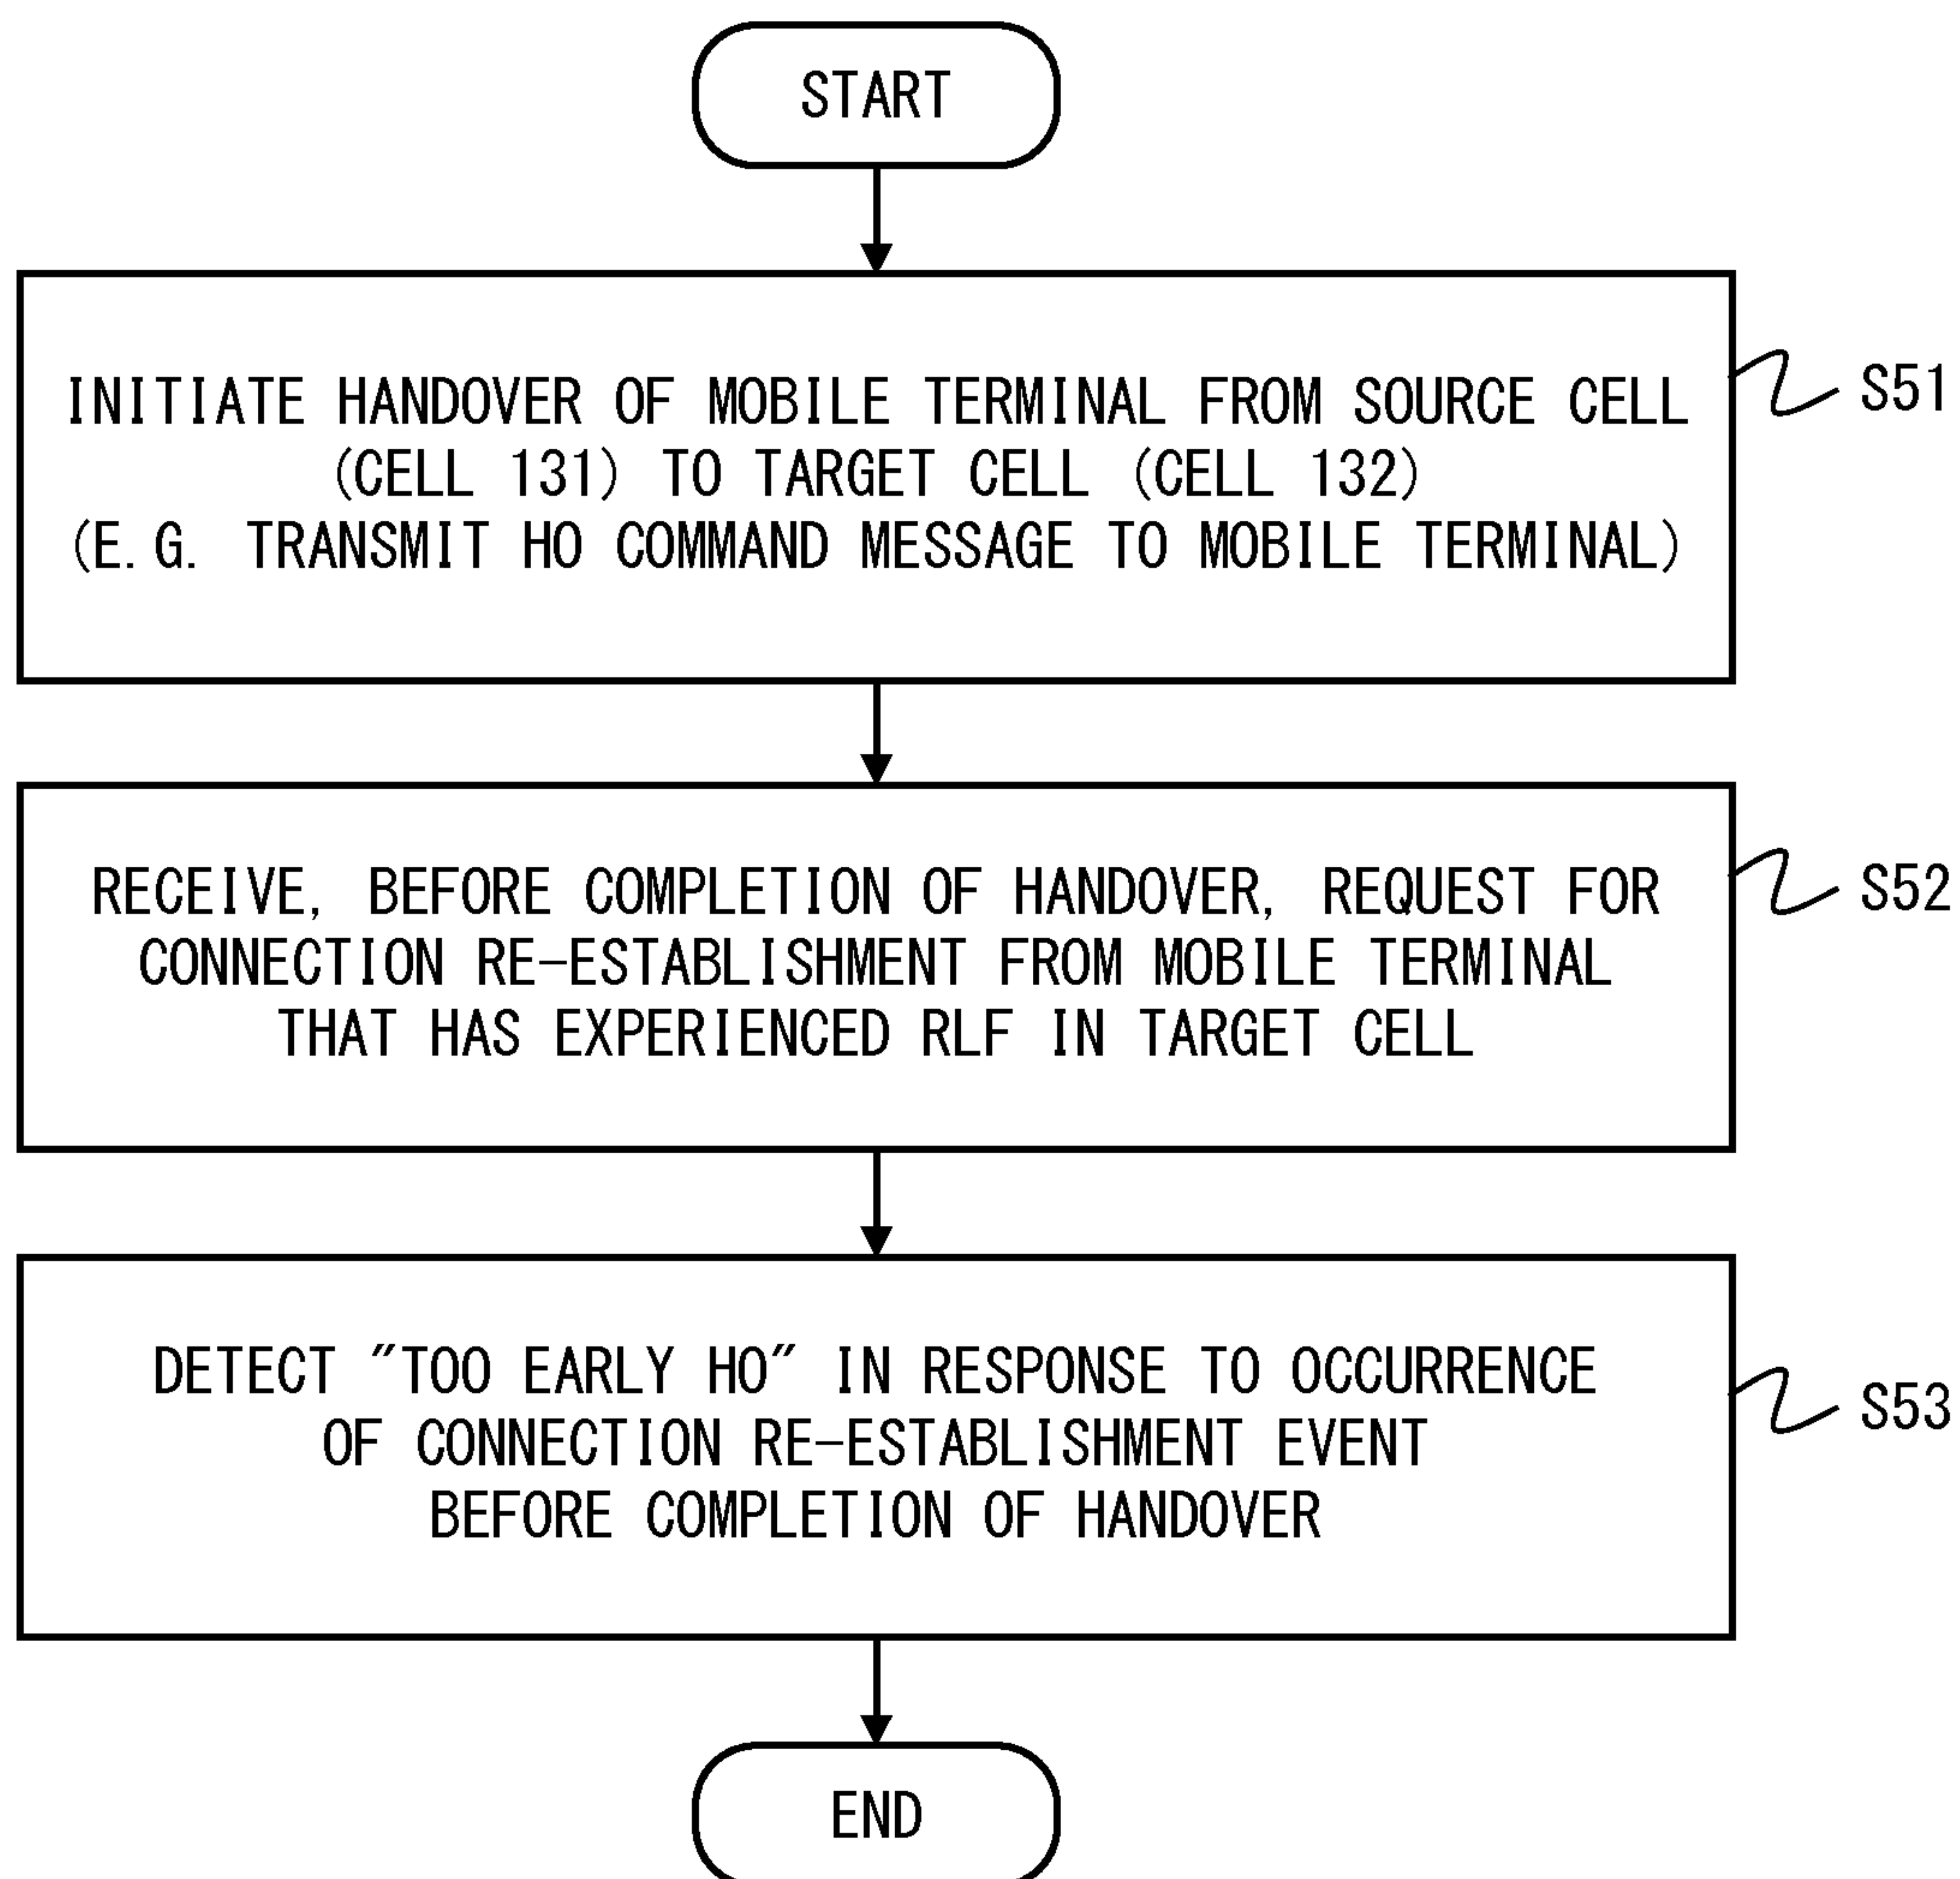 START
INITIATE HANDOVER OF MOBILE TERMINAL FROM SOURCE CELL
(CELL 131) TO TARGET CELL (CELL 132)
(E.G. TRANSMIT HO COMMAND MESSAGE TO MOBILE TERMINAL)
S51
RECEIVE, BEFORE COMPLETION OF HANDOVER, REQUEST FOR
CONNECTION RE-ESTABLISHMENT FROM MOBILE TERMINAL
THAT HAS EXPERIENCED RLF IN TARGET CELL
S52
DETECT "TOO EARLY HO" IN RESPONSE TO OCCURRENCE
OF CONNECTION RE-ESTABLISHMENT EVENT
BEFORE COMPLETION OF HANDOVER
S53
END